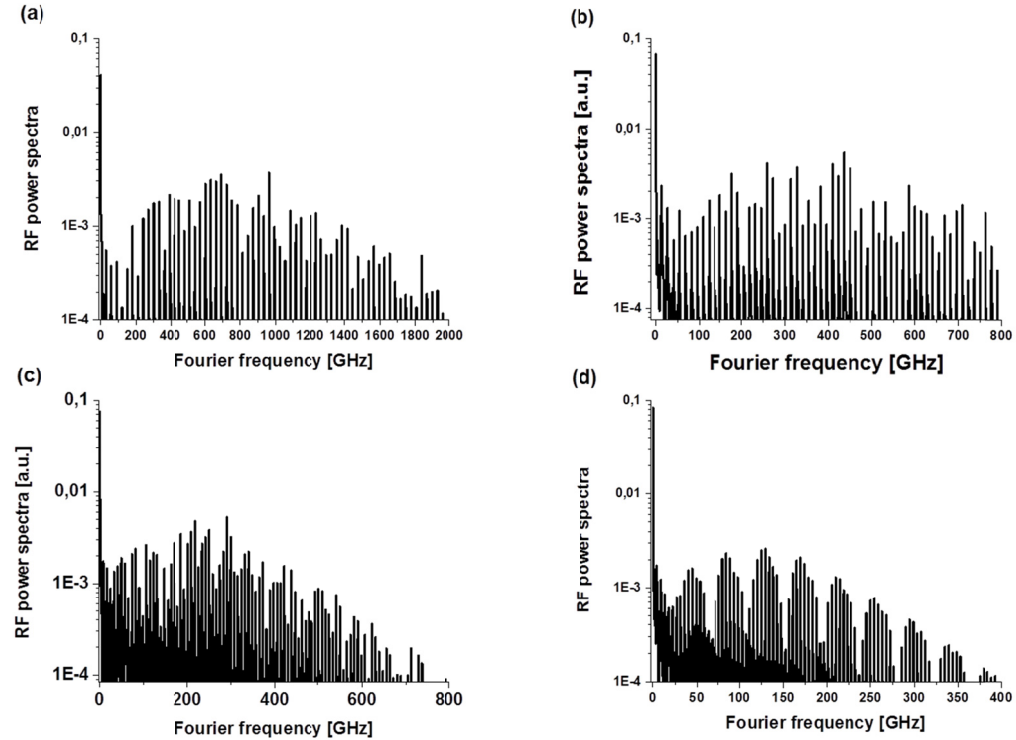 (a)
RF power spectra
0,1
0,01
1E-3
1E-4
0 200 400 600 800 1000 1200 1400 1600 1800 2000
Fourier frequency [GHz]
(b)
RF power spectra [a.u.]
0,1
0,01
1E-3
1E-4
0 100 200 300 400 500 600 700 800
Fourier frequency [GHz]
(c)
RF power spectra [a.u.]
0,1
0,01
1E-3
1E-4
0 200 400 600 800
Fourier frequency [GHz]
(d)
RF power spectra
0,1
0,01
1E-3
1E-4
0 50 100 150 200 250 300 350 400
Fourier frequency [GHz]